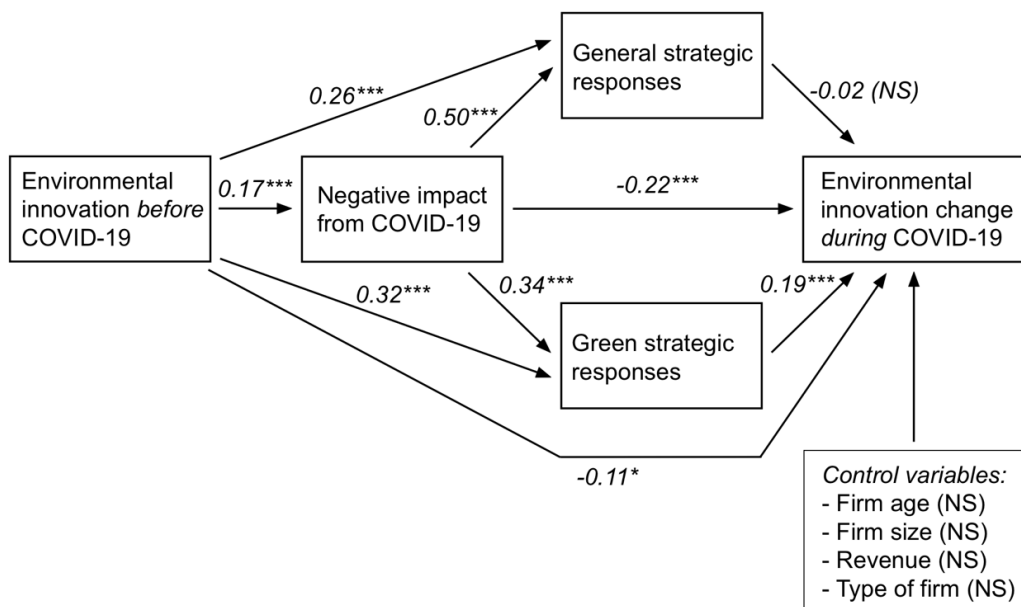 General strategic
responses
0.26***
0.50***
-0.02 (NS)
Environmental
innovation before
COVID-19
0.17***
Negative impact
from COVID-19
-0.22***
Environmental
innovation change
during COVID-19
0.32***
0.34***
0.19***
Green strategic
responses
-0.11*
Control variables:
- Firm age (NS)
- Firm size (NS)
- Revenue (NS)
- Type of firm (NS)